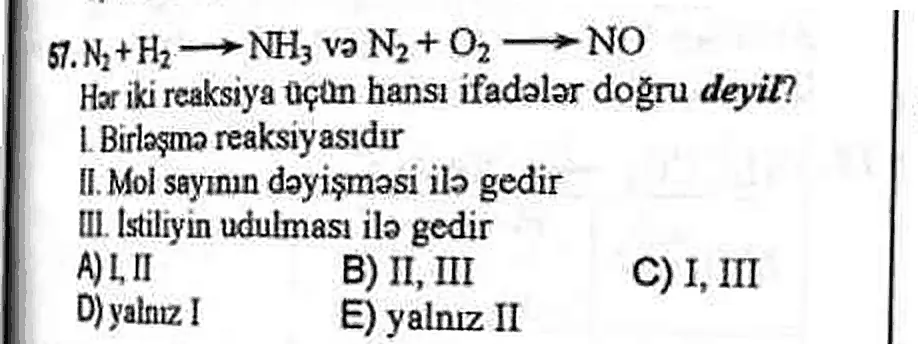 57. N₂ + H₂ ⟶ NH₃ və N₂ + O₂ ⟶ NO
Hər iki reaksiya üçün hansı ifadələr doğru deyil?
I. Birləşmə reaksiyasıdır
II. Mol sayının dəyişməsi ilə gedir
III. İstiliyin udulması ilə gedir
A) I, II B) II, III C) I, III
D) yalnız I E) yalnız II